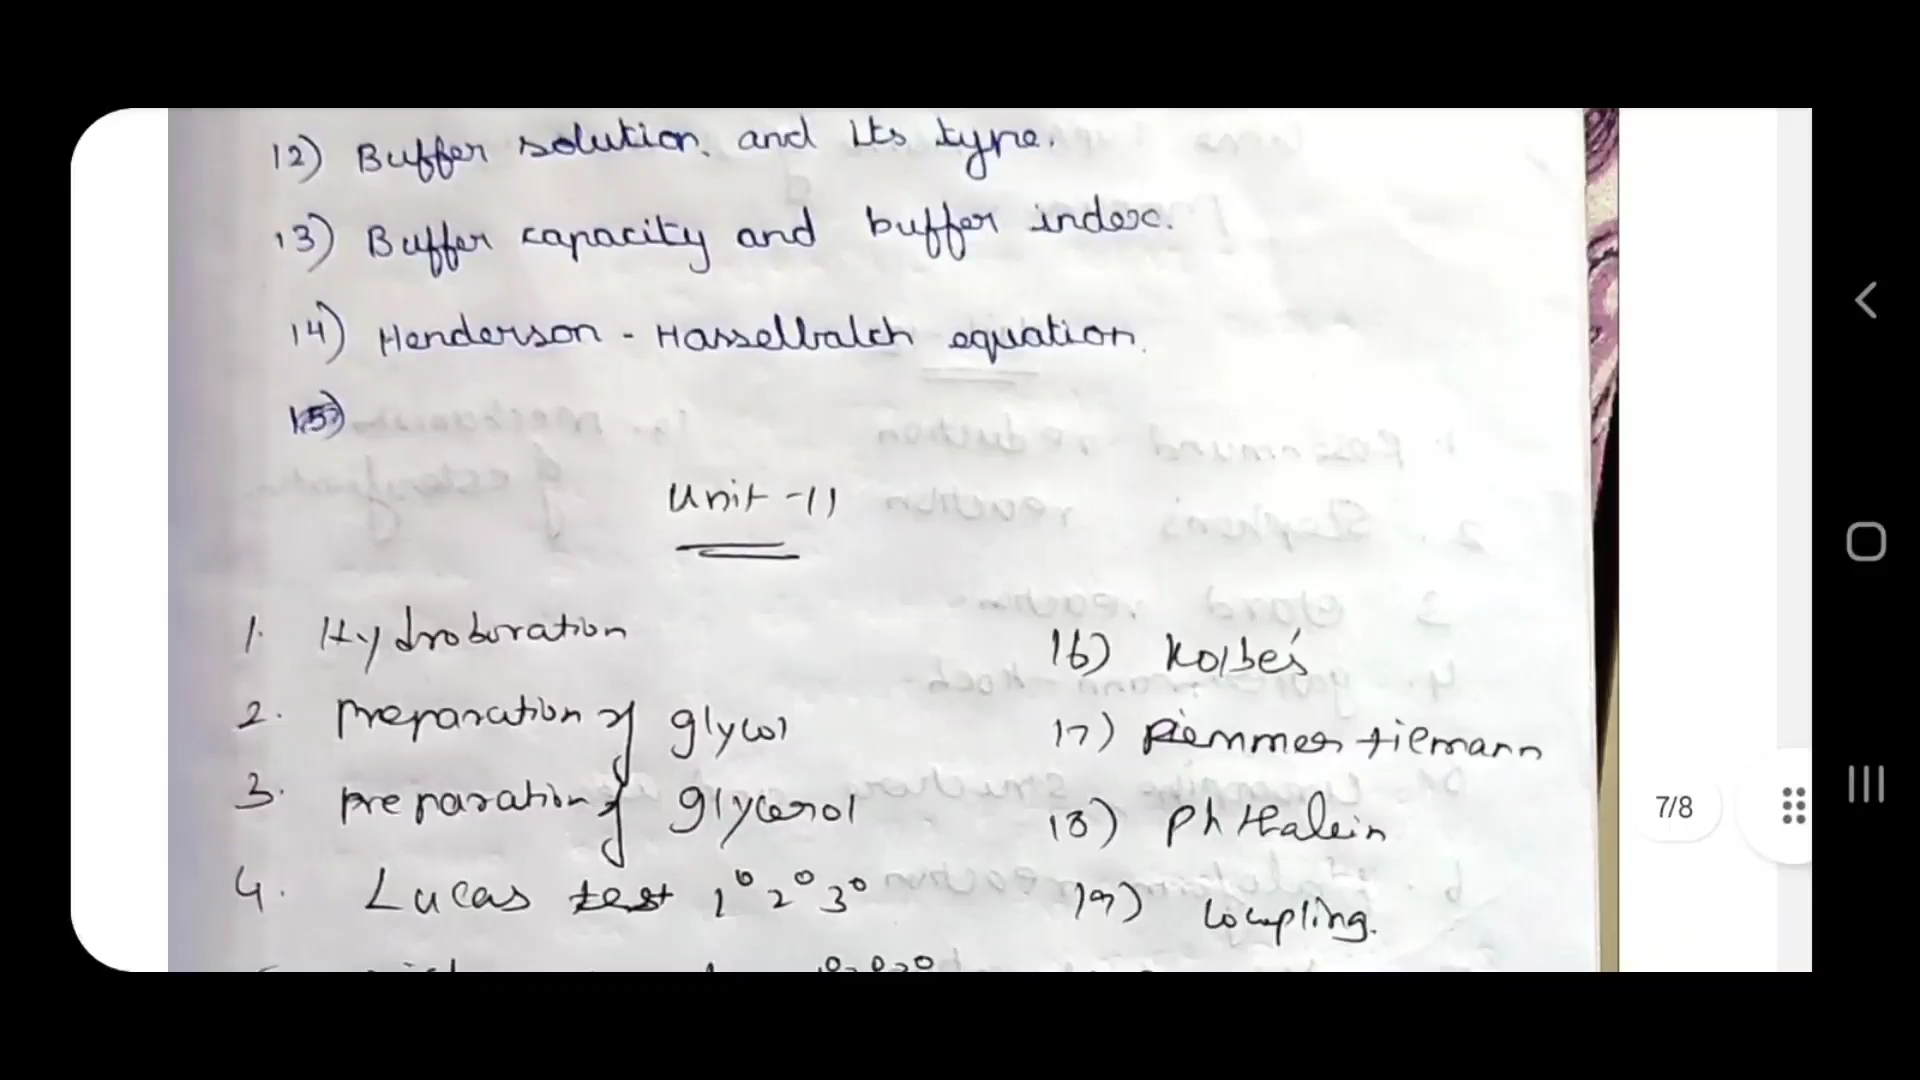 12) Buffer solution. and its type.
13) Buffer capacity and buffer index.
14) Henderson - Hasselbalch equation.
15)
Unit - 11
1. Hydroboration
2. preparation of glycol
3. preparation of glycerol
4. Lucas test 1° 2° 3°
16) Kolbe's
17) Riemmer tiemann
18) Phthalein
19) Coupling.
7/8